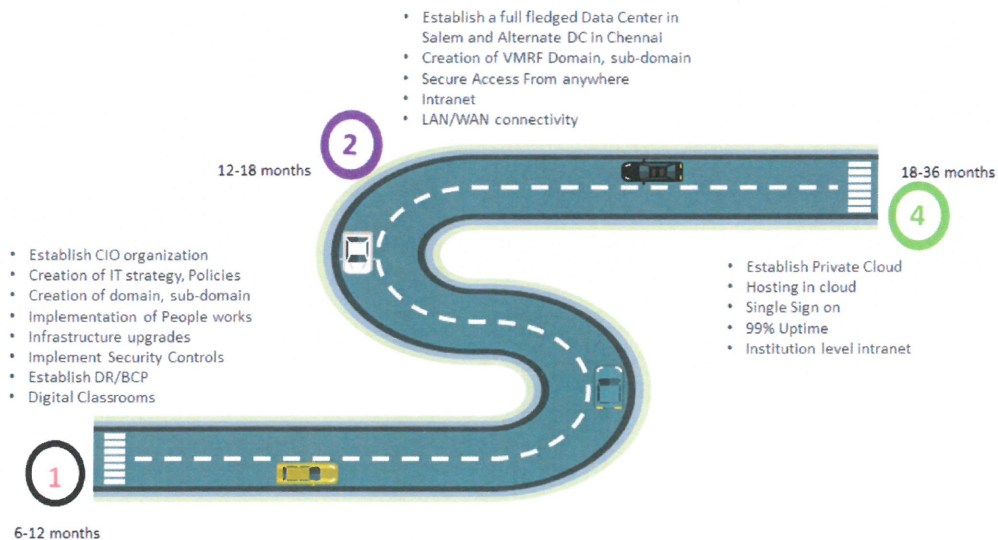 • Establish a full fledged Data Center in
Salem and Alternate DC in Chennai
• Creation of VMRF Domain, sub-domain
• Secure Access From anywhere
• Intranet
• LAN/WAN connectivity
2
12-18 months
18-36 months
4
• Establish CIO organization
• Creation of IT strategy, Policies
• Creation of domain, sub-domain
• Implementation of People works
• Infrastructure upgrades
• Implement Security Controls
• Establish DR/BCP
• Digital Classrooms
• Establish Private Cloud
• Hosting in cloud
• Single Sign on
• 99% Uptime
• Institution level intranet
1
6-12 months